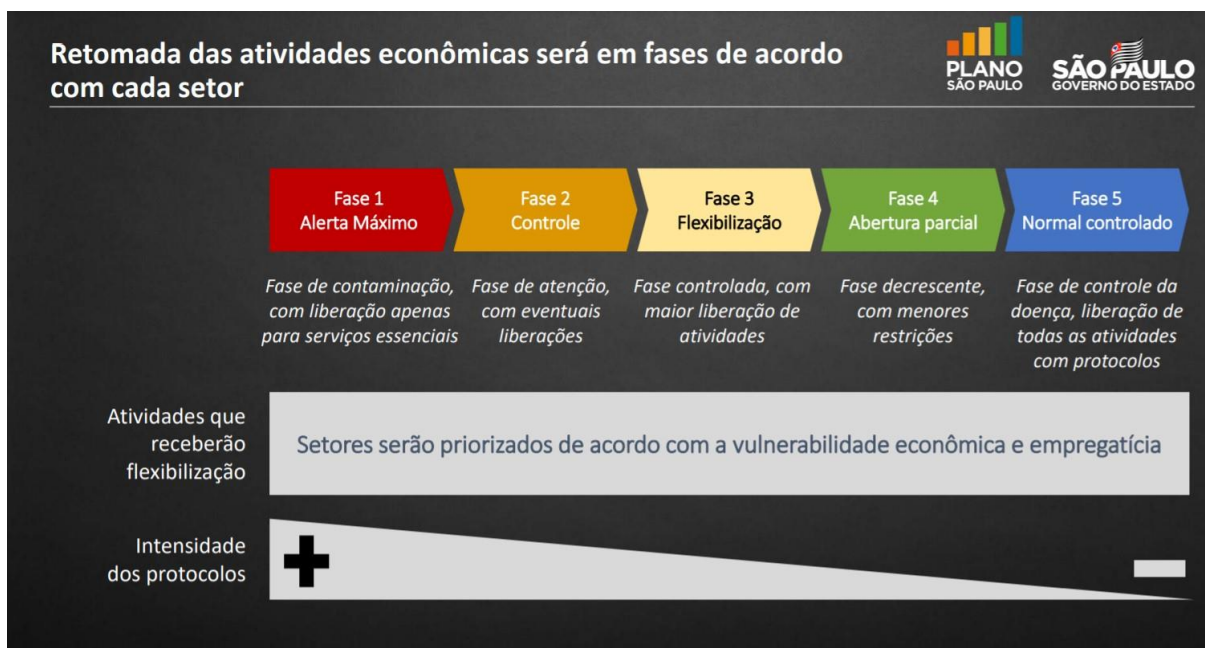 Retomada das atividades econômicas será em fases de acordo
com cada setor
PLANO
SÃO PAULO
SÃO PAULO
GOVERNO DO ESTADO
Fase 1
Alerta Máximo
Fase 2
Controle
Fase 3
Flexibilização
Fase 4
Abertura parcial
Fase 5
Normal controlado
Fase de contaminação,
com liberação apenas
para serviços essenciais
Fase de atenção,
com eventuais
liberações
Fase controlada, com
maior liberação de
atividades
Fase decrescente,
com menores
restrições
Fase de controle da
doença, liberação de
todas as atividades
com protocolos
Atividades que
receberão
flexibilização
Setores serão priorizados de acordo com a vulnerabilidade econômica e empregatícia
Intensidade
dos protocolos